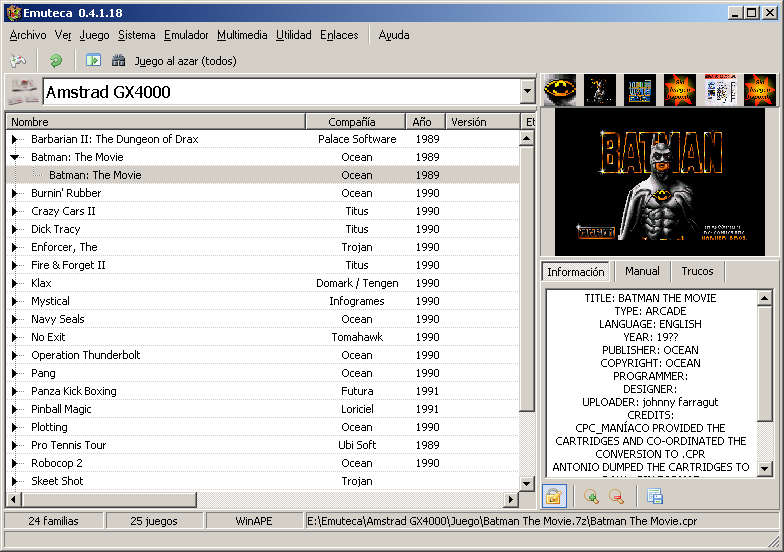 Emuteca 0.4.1.18
Archivo Ver Juego Sistema Emulador Multimedia Utilidad Enlaces Ayuda
Juego al azar (todos)
Amstrad GX4000
Nombre Compañía Año Versión Et
Barbarian II: The Dungeon of Drax Palace Software 1989
Batman: The Movie Ocean 1989
Batman: The Movie Ocean 1989
Burnin' Rubber Ocean 1990
Crazy Cars II Titus 1990
Dick Tracy Titus 1990
Enforcer, The Trojan 1990
Fire & Forget II Titus 1990
Klax Domark / Tengen 1990
Mystical Infogrames 1990
Navy Seals Ocean 1990
No Exit Tomahawk 1990
Operation Thunderbolt Ocean 1990
Pang Ocean 1990
Panza Kick Boxing Futura 1991
Pinball Magic Loriciel 1991
Plotting Ocean 1990
Pro Tennis Tour Ubi Soft 1989
Robocop 2 Ocean 1990
Skeet Shot Trojan
BATMAN
WARNER BROS.
Información Manual Trucos
TITLE: BATMAN THE MOVIE
TYPE: ARCADE
LANGUAGE: ENGLISH
YEAR: 19??
PUBLISHER: OCEAN
COPYRIGHT: OCEAN
PROGRAMMER:
DESIGNER:
UPLOADER: johnny farragut
CREDITS:
CPC_MANÍACO PROVIDED THE
CARTRIDGES AND CO-ORDINATED THE
CONVERSION TO .CPR
ANTONIO DUMPED THE CARTRIDGES TO
24 familias 25 juegos WinAPE E:\Emuteca\Amstrad GX4000\Juego\Batman The Movie.7z\Batman The Movie.cpr